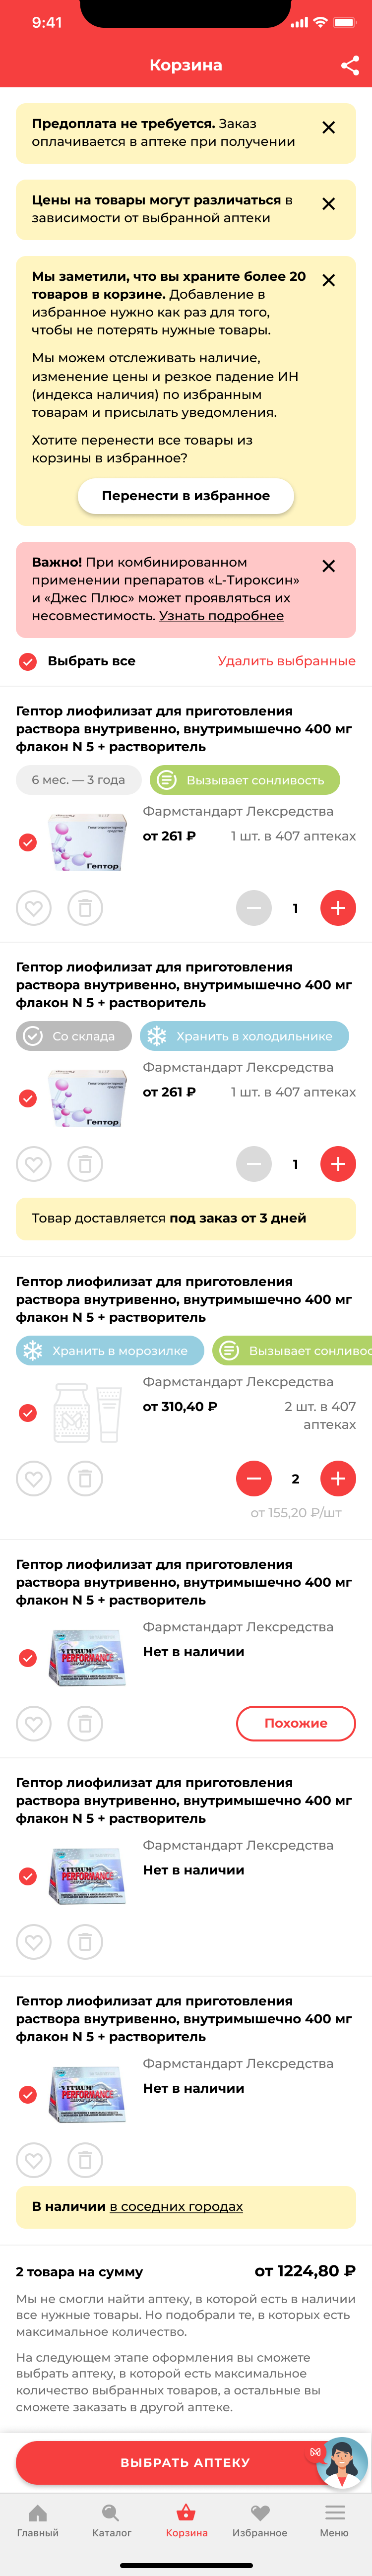 9:41
Корзина
Предоплата не требуется. Заказ
оплачивается в аптеке при получении
Цены на товары могут различаться в
зависимости от выбранной аптеки
Мы заметили, что вы храните более 20
товаров в корзине. Добавление в
избранное нужно как раз для того,
чтобы не потерять нужные товары.
Мы можем отслеживать наличие,
изменение цены и резкое падение ИН
(индекса наличия) по избранным
товарам и присылать уведомления.
Хотите перенести все товары из
корзины в избранное?
Перенести в избранное
Важно! При комбинированном
применении препаратов «L-Тироксин»
и «Джес Плюс» может проявляться их
несовместимость. Узнать подробнее
Выбрать все
Удалить выбранные
Гептор лиофилизат для приготовления
раствора внутривенно, внутримышечно 400 мг
флакон N 5 + растворитель
6 мес. — 3 года
Вызывает сонливость
Фармстандарт Лексредства
Гептор
от 261 ₽
1 шт. в 407 аптеках
1
Гептор лиофилизат для приготовления
раствора внутривенно, внутримышечно 400 мг
флакон N 5 + растворитель
Со склада
Хранить в холодильнике
Фармстандарт Лексредства
Гептор
от 261 ₽
1 шт. в 407 аптеках
1
Товар доставляется под заказ от 3 дней
Гептор лиофилизат для приготовления
раствора внутривенно, внутримышечно 400 мг
флакон N 5 + растворитель
Хранить в морозилке
Вызывает сонливос
Фармстандарт Лексредства
от 310,40 ₽
2 шт. в 407
аптеках
2
от 155,20 ₽/шт
Гептор лиофилизат для приготовления
раствора внутривенно, внутримышечно 400 мг
флакон N 5 + растворитель
Фармстандарт Лексредства
VITRUM
PERFORMANCE
Нет в наличии
Похожие
Гептор лиофилизат для приготовления
раствора внутривенно, внутримышечно 400 мг
флакон N 5 + растворитель
Фармстандарт Лексредства
VITRUM
PERFORMANCE
Нет в наличии
Гептор лиофилизат для приготовления
раствора внутривенно, внутримышечно 400 мг
флакон N 5 + растворитель
Фармстандарт Лексредства
VITRUM
PERFORMANCE
Нет в наличии
В наличии в соседних городах
2 товара на сумму
от 1224,80 ₽
Мы не смогли найти аптеку, в которой есть в наличии
все нужные товары. Но подобрали те, в которых есть
максимальное количество.
На следующем этапе оформления вы сможете
выбрать аптеку, в которой есть максимальное
количество выбранных товаров, а остальные вы
сможете заказать в другой аптеке.
ВЫБРАТЬ АПТЕКУ
Главный
Каталог
Корзина
Избранное
Меню